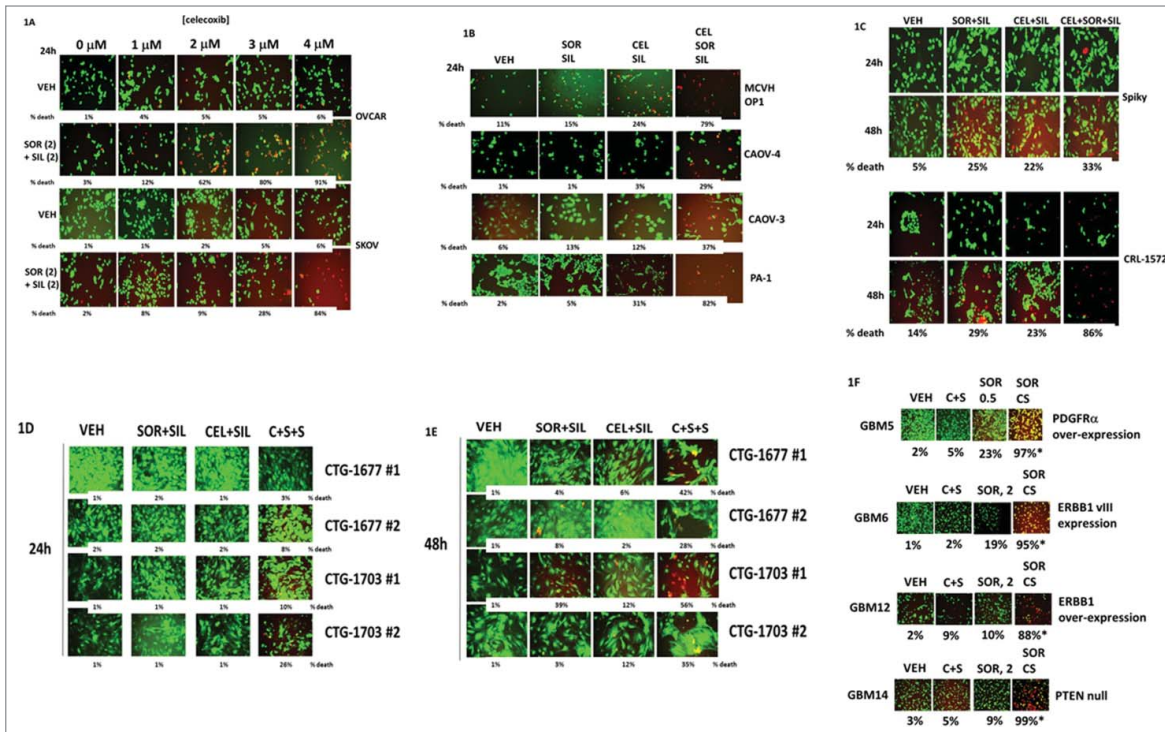 1A
[celecoxib]
0 µM 1 µM 2 µM 3 µM 4 µM
24h
VEH
% death 1% 4% 5% 5% 6% OVCAR
SOR (2)
+ SIL (2)
% death 3% 12% 62% 80% 91%
VEH
% death 1% 1% 2% 5% 6% SKOV
SOR (2)
+ SIL (2)
% death 2% 8% 9% 28% 84%
1B
24h
VEH
SOR
SIL
CEL
SIL
CEL
SOR
SIL
MCVH
OP1
11% 15% 24% 79%
CAOV-4
1% 1% 3% 29%
CAOV-3
6% 13% 12% 37%
PA-1
2% 5% 31% 82%
1C
VEH SOR+SIL CEL+SIL CEL+SOR+SIL
24h
Spiky
48h
% death 5% 25% 22% 33%
24h
CRL-1572
48h
% death 14% 29% 23% 86%
1D
VEH SOR+SIL CEL+SIL C+S+S
24h
CTG-1677 #1
1% 2% 1% 3% % death
CTG-1677 #2
2% 2% 1% 8% % death
CTG-1703 #1
1% 1% 1% 10% % death
CTG-1703 #2
1% 1% 1% 26% % death
1E
VEH SOR+SIL CEL+SIL C+S+S
48h
CTG-1677 #1
1% 4% 6% 42% % death
CTG-1677 #2
1% 8% 2% 28% % death
CTG-1703 #1
1% 39% 12% 56% % death
CTG-1703 #2
1% 3% 12% 35% % death
1F
VEH C+S
SOR
0.5
SOR
CS
GBM5
PDGFRα
over-expression
2% 5% 23% 97%*
VEH C+S SOR, 2
SOR
CS
GBM6
ERBB1 vIII
expression
1% 2% 19% 95%*
VEH C+S SOR, 2
SOR
CS
GBM12
ERBB1
over-expression
2% 9% 10% 88%*
VEH C+S SOR, 2
SOR
CS
GBM14
PTEN null
3% 5% 9% 99%*